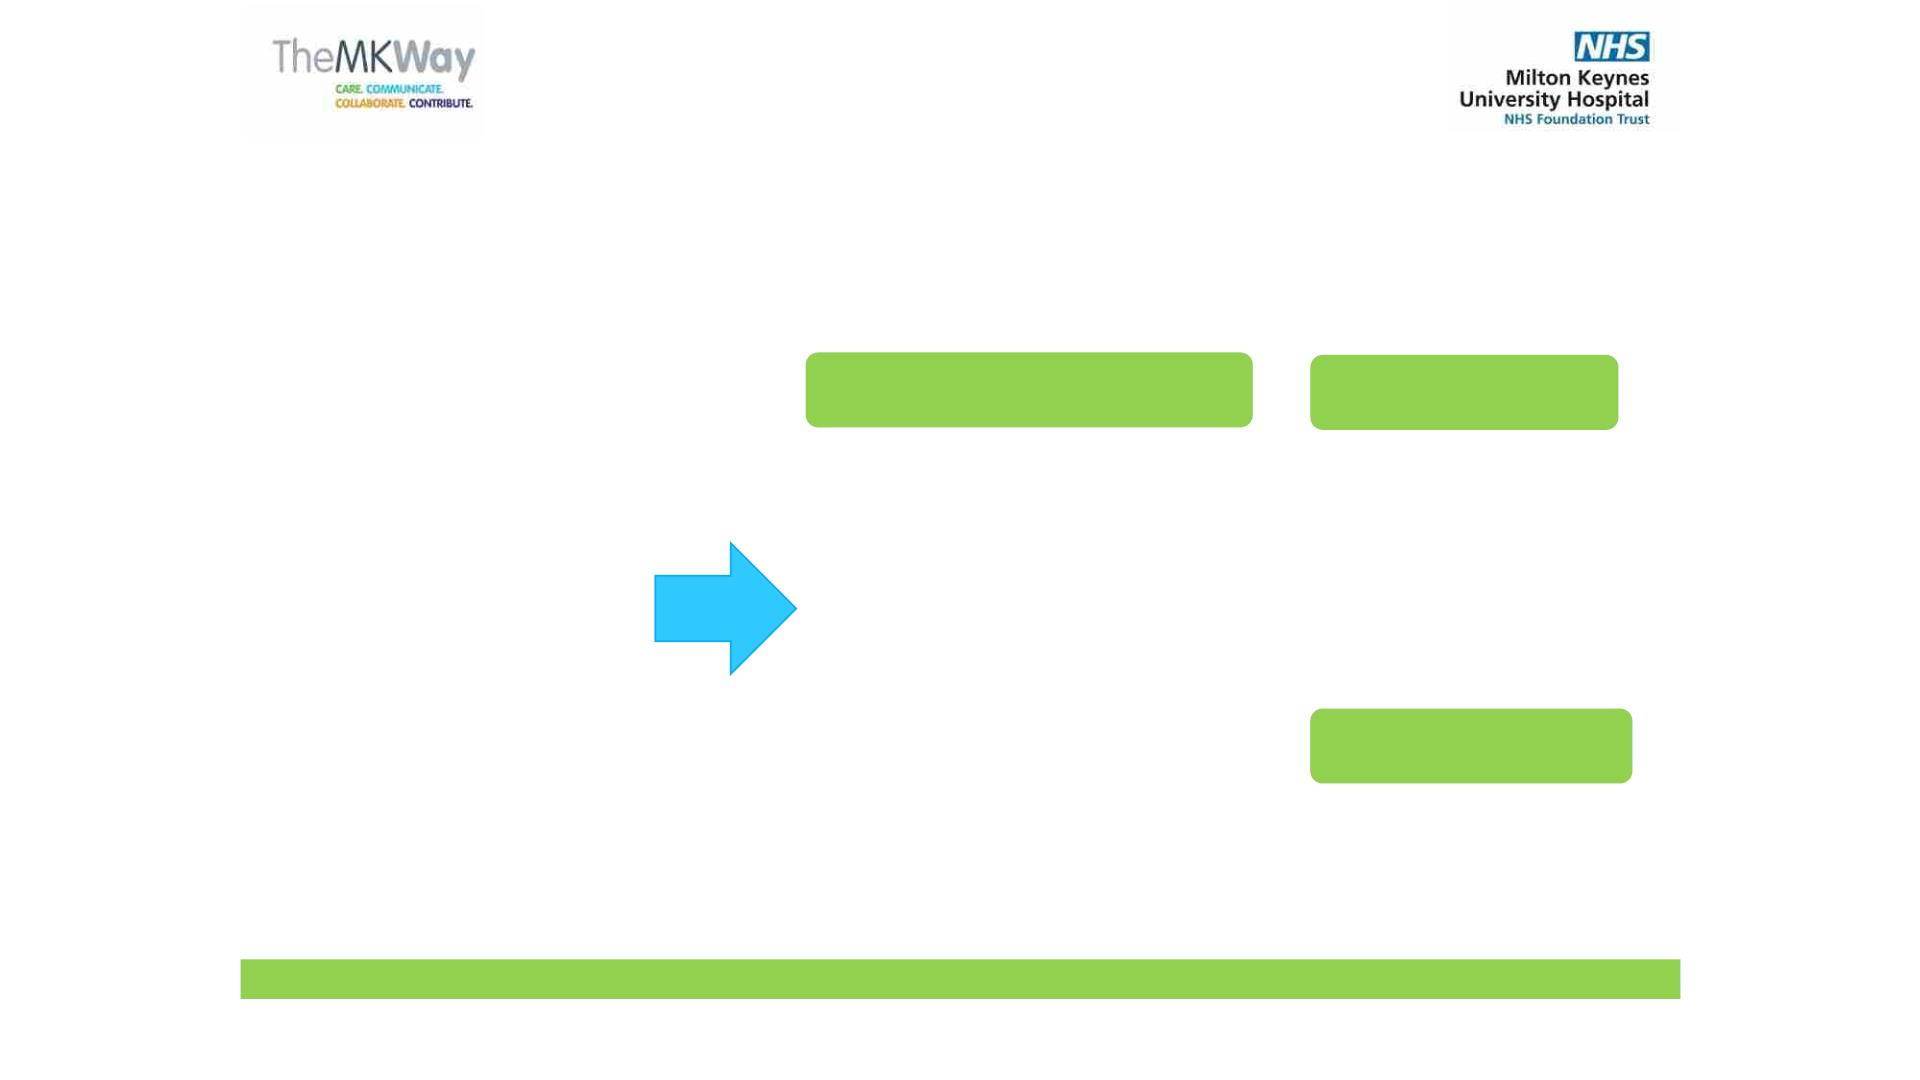 TheMKWay
CARE. COMMUNICATE.
COLLABORATE. CONTRIBUTE.
NHS
Milton Keynes
University Hospital
NHS Foundation Trust